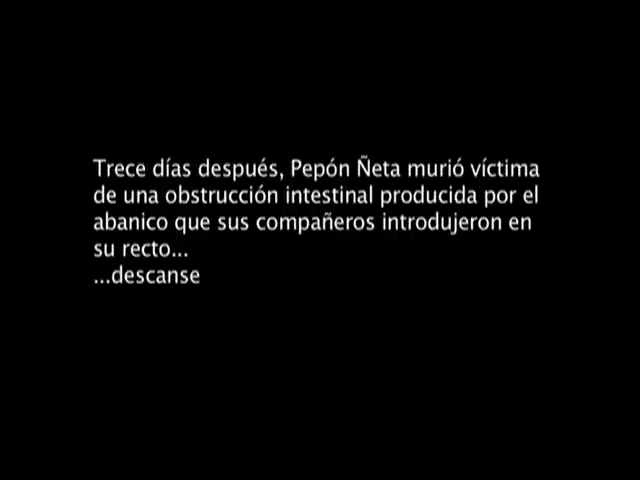 Trece días después, Pepón Ñeta murió víctima
de una obstrucción intestinal producida por el
abanico que sus compañeros introdujeron en
su recto...
...descanse